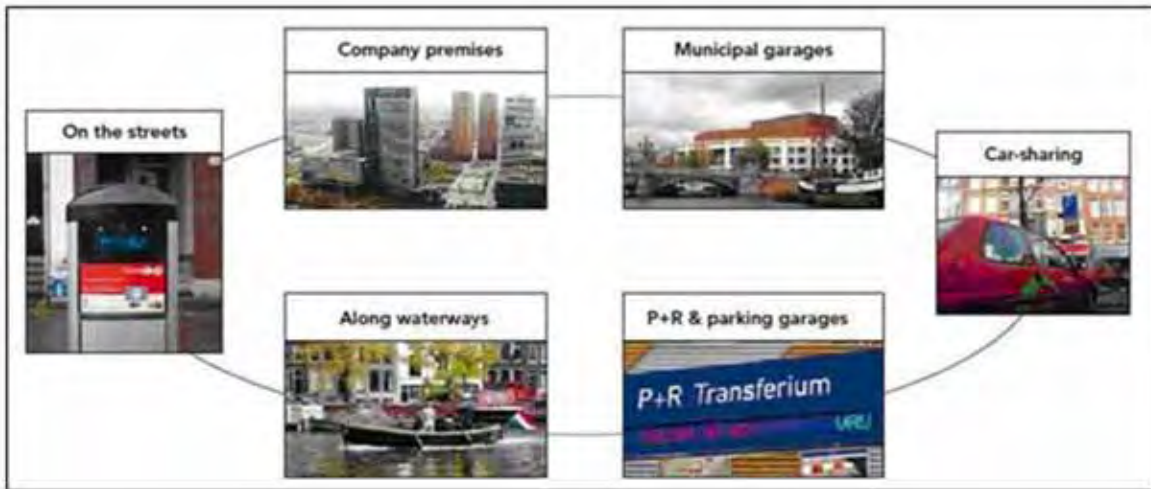 Company premises
Municipal garages
On the streets
Car-sharing
Along waterways
P+R & parking garages
P+R Transferium